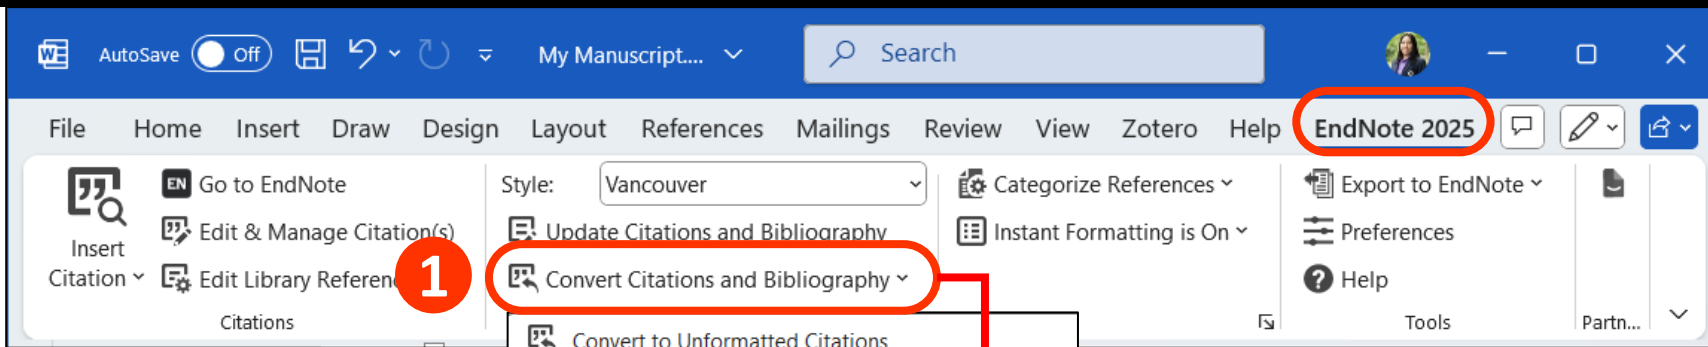 AutoSave Off My Manuscript.... Search
File Home Insert Draw Design Layout References Mailings Review View Zotero Help EndNote 2025
EN Go to EndNote Style: Vancouver Categorize References Export to EndNote
Insert Edit & Manage Citation(s) Update Citations and Bibliography Instant Formatting is On Preferences
Citation Edit Library Referen 1 Convert Citations and Bibliography Help
Citations Tools Partn...
Convert to Unformatted Citations